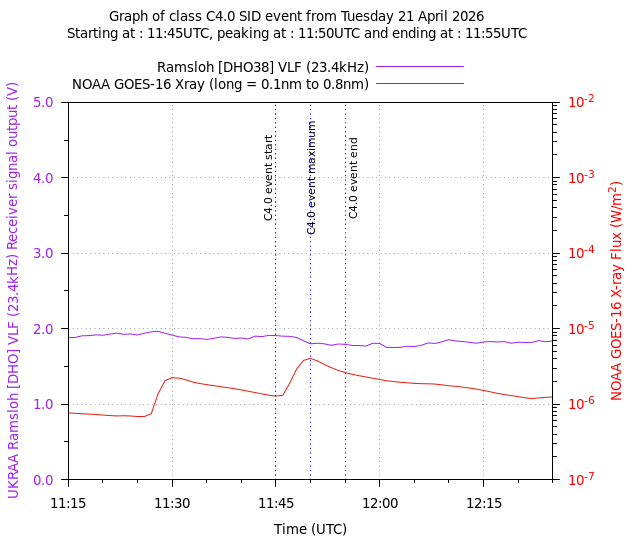 Graph of class C4.0 SID event from Tuesday 21 April 2026
Starting at : 11:45UTC, peaking at : 11:50UTC and ending at : 11:55UTC
Ramsloh [DHO38] VLF (23.4kHz)
NOAA GOES-16 Xray (long = 0.1nm to 0.8nm)
UKRAA Ramsloh [DHO] VLF (23.4kHz) Receiver signal output (V)
5.0
4.0
3.0
2.0
1.0
0.0
C4.0 event start
C4.0 event maximum
C4.0 event end
10-2
10-3
10-4
10-5
10-6
10-7
NOAA GOES-16 X-ray Flux (W/m2)
11:15
11:30
11:45
12:00
12:15
Time (UTC)